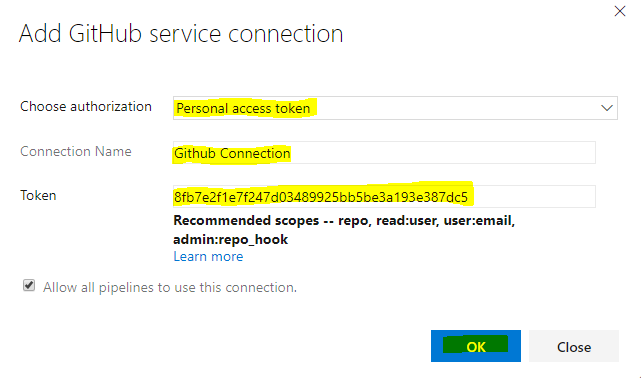 Add GitHub service connection
Choose authorization
Personal access token
Connection Name
Github Connection
Token
8fb7e2f1e7f247d03489925bb5be3a193e387dc5
Recommended scopes -- repo, read:user, user:email,
admin:repo_hook
Learn more
Allow all pipelines to use this connection.
OK
Close